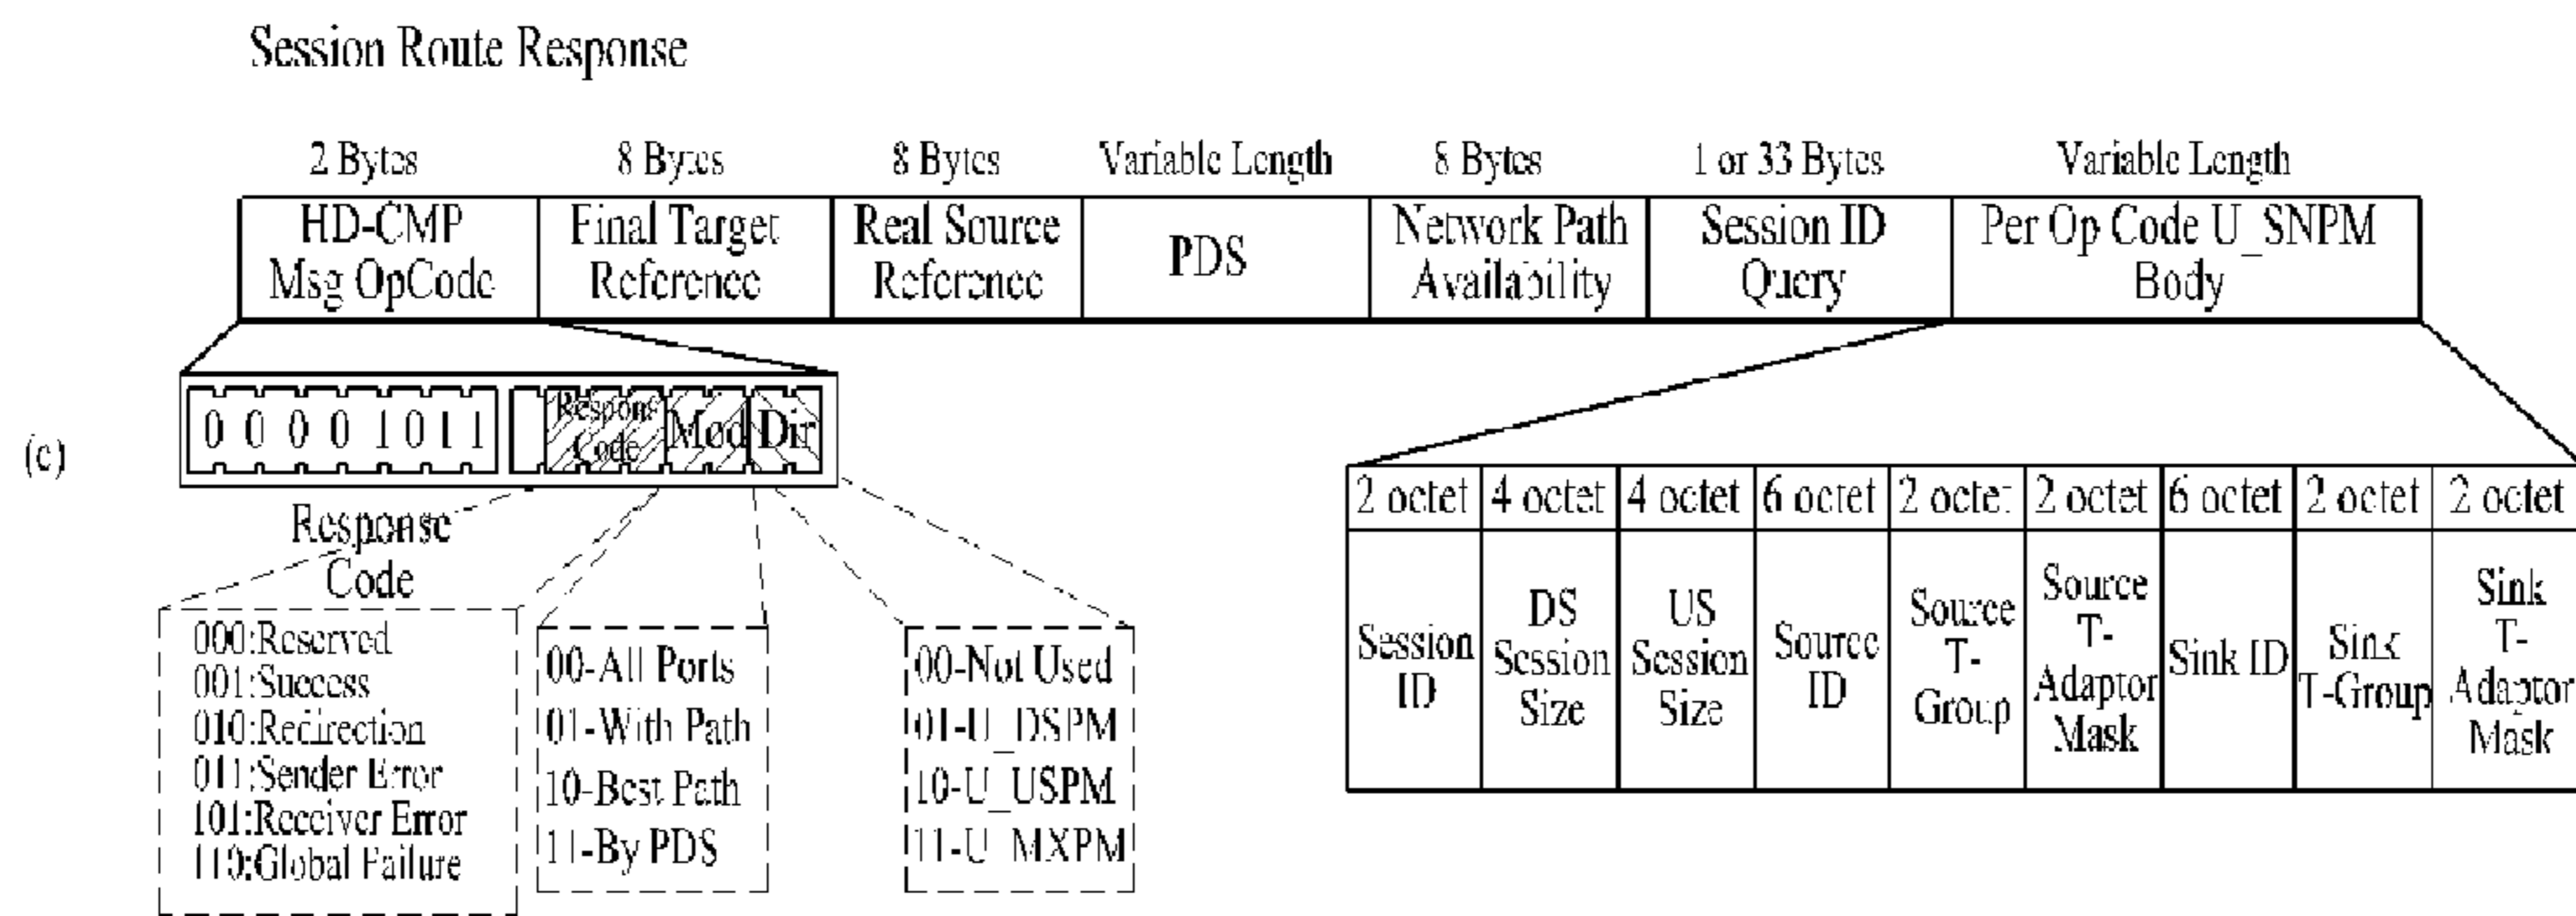 Session Route Response
2 Bytes 8 Bytes 8 Bytes Variable Length 8 Bytes 1 or 33 Bytes Variable Length
HD-CMP
Msg OpCode
Final Target
Reference
Real Source
Reference
PDS
Network Path
Availability
Session ID
Query
Per Op Code U_SNPM
Body
(c)
0 0 0 0 1 0 1 1
Respons
Code
Mod
Dir
Response
Code
000:Reserved
001:Success
010:Redirection
011:Sender Error
101:Receiver Error
110:Global Failure
00-All Ports
01-With Path
10-Best Path
11-By PDS
00-Not Used
01-U_DSPM
10-U_USPM
11-U_MXPM
2 octet 4 octet 4 octet 6 octet 2 octet 2 octet 6 octet 2 octet 2 octet
Session
ID
DS
Session
Size
US
Session
Size
Source
ID
Source
T-
Group
Source
T-
Adaptor
Mask
Sink ID
Sink
T-Group
Sink
T-
Adaptor
Mask